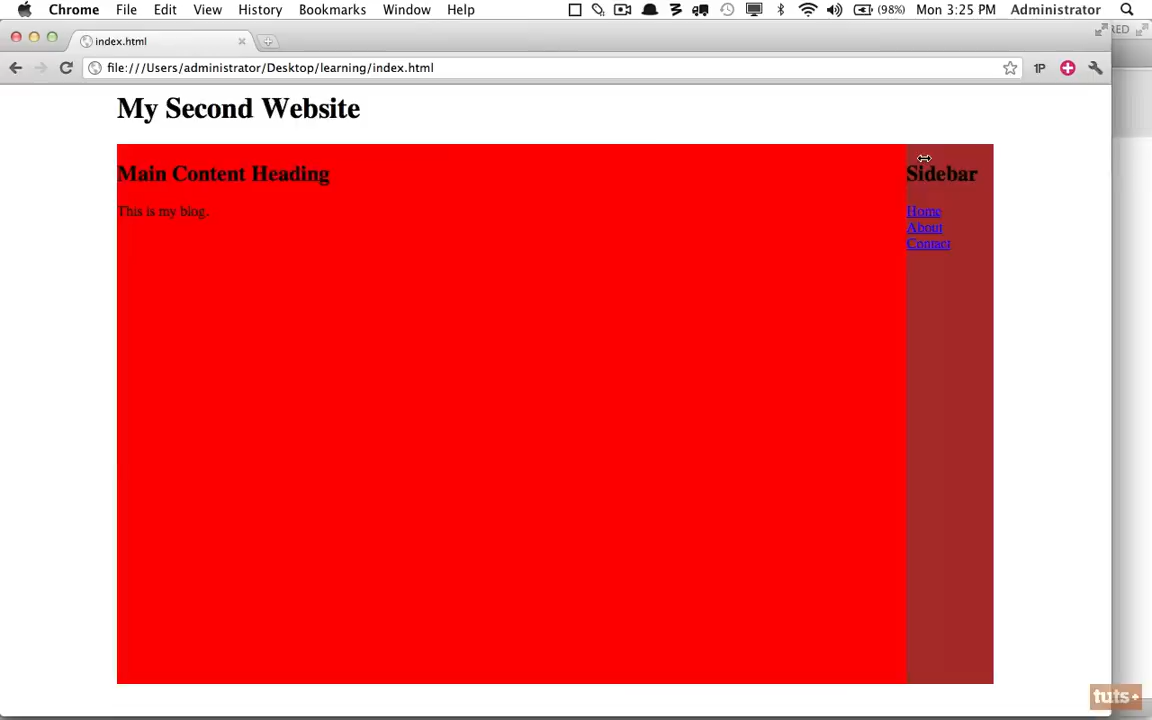 Chrome File Edit View History Bookmarks Window Help (98%) Mon 3:25 PM Administrator
index.html
RED
file:///Users/administrator/Desktop/learning/index.html 1P
My Second Website
Main Content Heading
Sidebar
This is my blog.
Home
About
Contact
tuts+